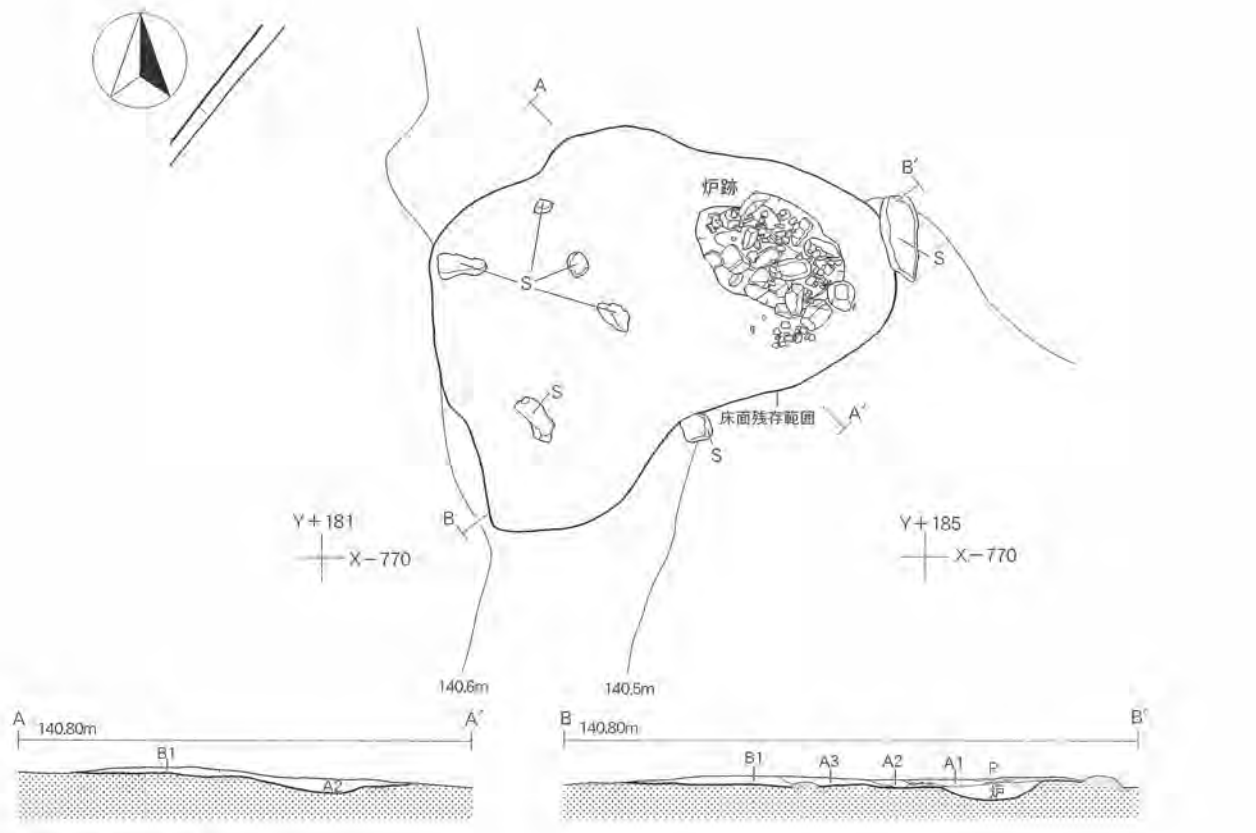 A
B′
炉跡
S
S
S
床面残存範囲
A′
S
B
Y+181
X-770
Y+185
X-770
140.6m
140.5m
A 140.80m A′
B1
A2
B 140.80m B′
B1 A3 A2 A1 P
炉